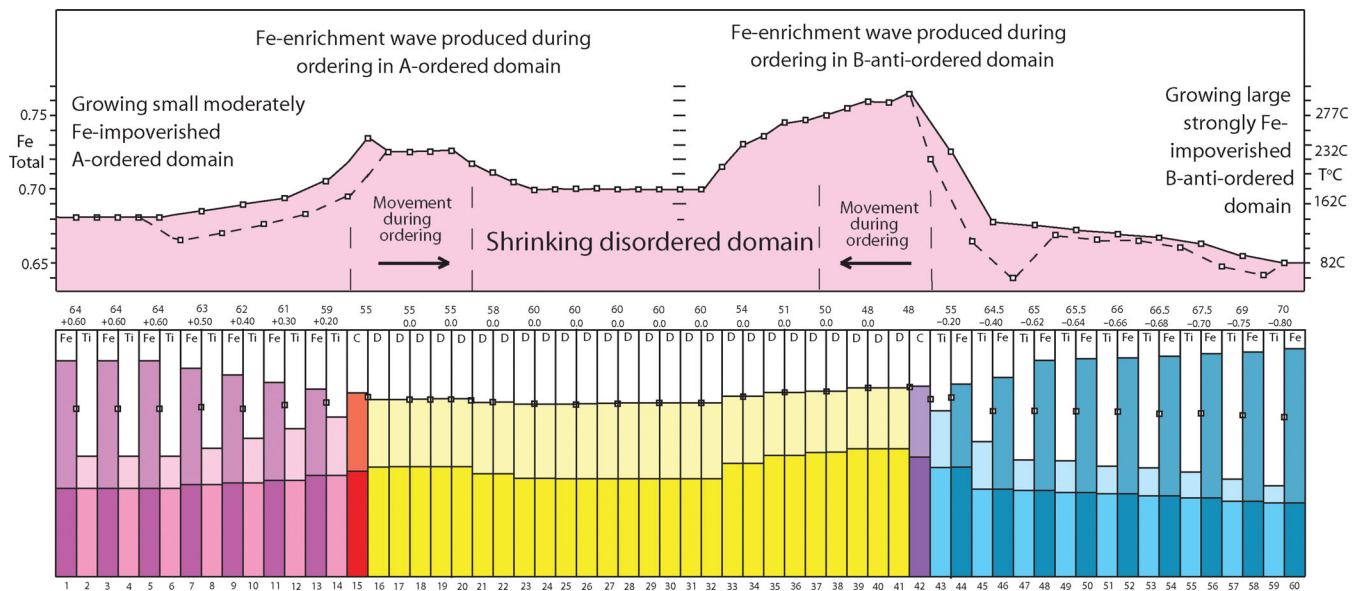 Fe-enrichment wave produced during
ordering in A-ordered domain
Fe-enrichment wave produced during
ordering in B-anti-ordered domain
Growing small moderately
Fe-impoverished
A-ordered domain
Growing large
strongly Fe-
impoverished
B-anti-ordered
domain
0.75
Fe
Total
0.70
0.65
277C
232C
T°C
162C
82C
Movement
during
ordering
Shrinking disordered domain
Movement
during
ordering
64 64 64 63 62 61 59 55 55 55 58 60 60 60 60 60 54 51 50 48 48 55 64.5 65 65.5 66 66.5 67.5 69 70
+0.60 +0.60 +0.60 +0.50 +0.40 +0.30 +0.20 0.0 0.0 0.0 0.0 0.0 0.0 0.0 0.0 0.0 0.0 0.0 0.0 −0.20 −0.40 −0.62 −0.64 −0.66 −0.68 −0.70 −0.75 −0.80
Fe Ti Fe Ti Fe Ti Fe Ti Fe Ti Fe Ti Fe Ti C D D D D D D D D D D D D D D D D D D D D D D D D D D C Ti Fe Ti Fe Ti Fe Ti Fe Ti Fe Ti Fe Ti Fe Ti Fe Ti Fe
1 2 3 4 5 6 7 8 9 10 11 12 13 14 15 16 17 18 19 20 21 22 23 24 25 26 27 28 29 30 31 32 33 34 35 36 37 38 39 40 41 42 43 44 45 46 47 48 49 50 51 52 53 54 55 56 57 58 59 60